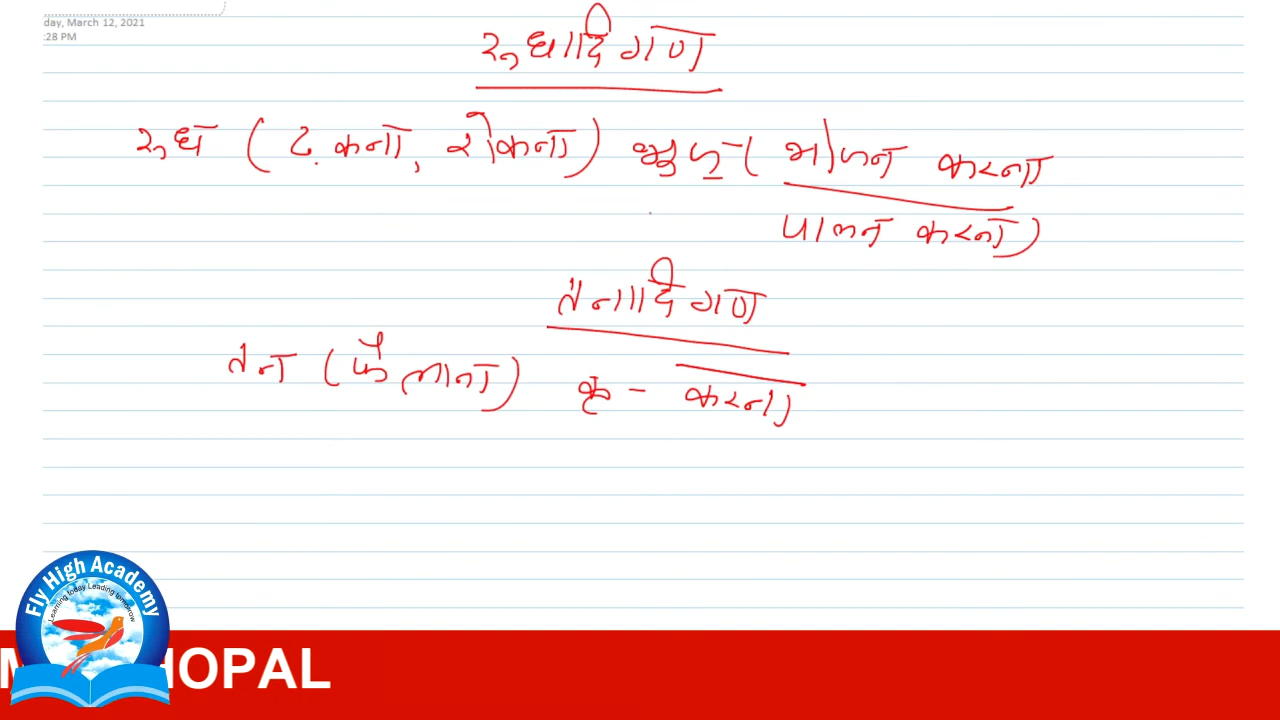 day, March 12, 2021
:28 PM
रुधादि गण
रुध ( ढकना, रोकना ) भुज् - ( भोजन करना
पालन करना )
तनादि गण
तन ( फैलाना ) कृ - करना
Fly High Academy
Learning today Leading tomorrow
HOPAL